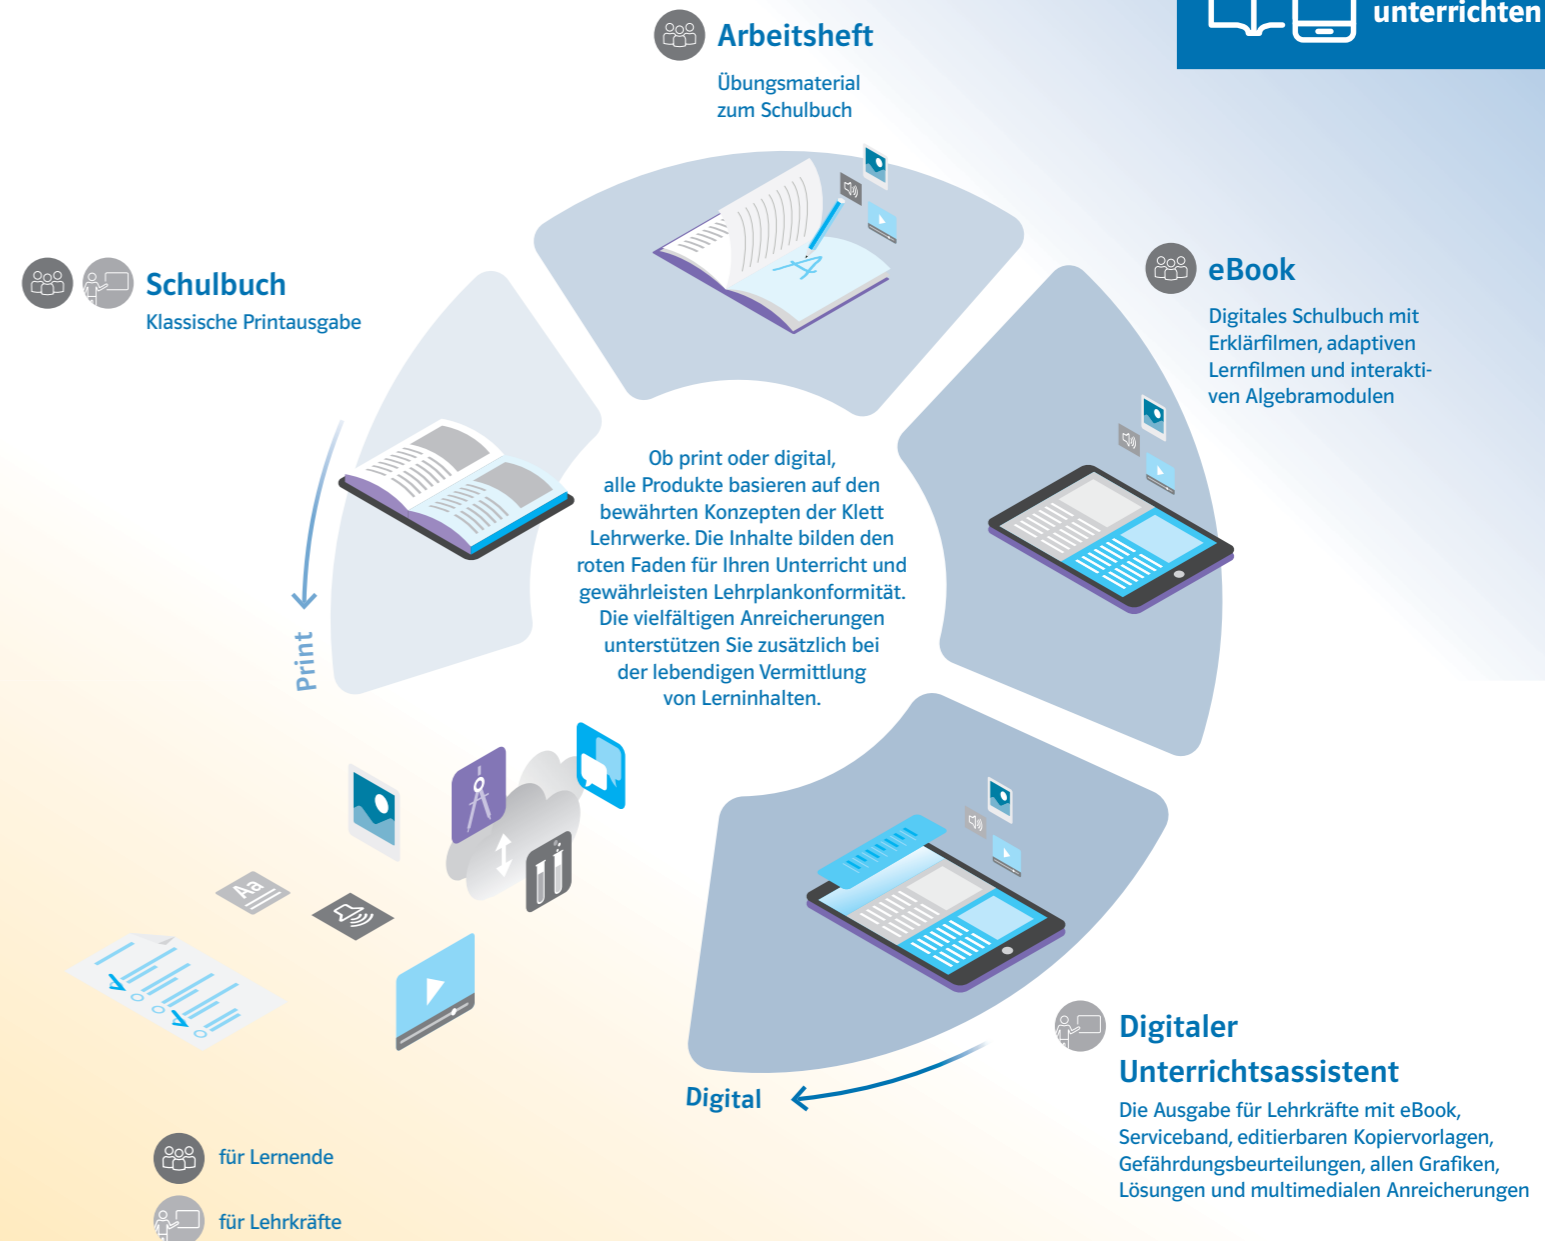 unterrichten
Arbeitsheft
Übungsmaterial
zum Schulbuch
Schulbuch
Klassische Printausgabe
eBook
Digitales Schulbuch mit
Erklärfilmen, adaptiven
Lernfilmen und interakti-
ven Algebramodulen
Ob print oder digital,
alle Produkte basieren auf den
bewährten Konzepten der Klett
Lehrwerke. Die Inhalte bilden den
roten Faden für Ihren Unterricht und
gewährleisten Lehrplankonformität.
Die vielfältigen Anreicherungen
unterstützen Sie zusätzlich bei
der lebendigen Vermittlung
von Lerninhalten.
Print
A
Aa
Digital
Digitaler
Unterrichtsassistent
Die Ausgabe für Lehrkräfte mit eBook,
Serviceband, editierbaren Kopiervorlagen,
Gefährdungsbeurteilungen, allen Grafiken,
Lösungen und multimedialen Anreicherungen
für Lernende
für Lehrkräfte